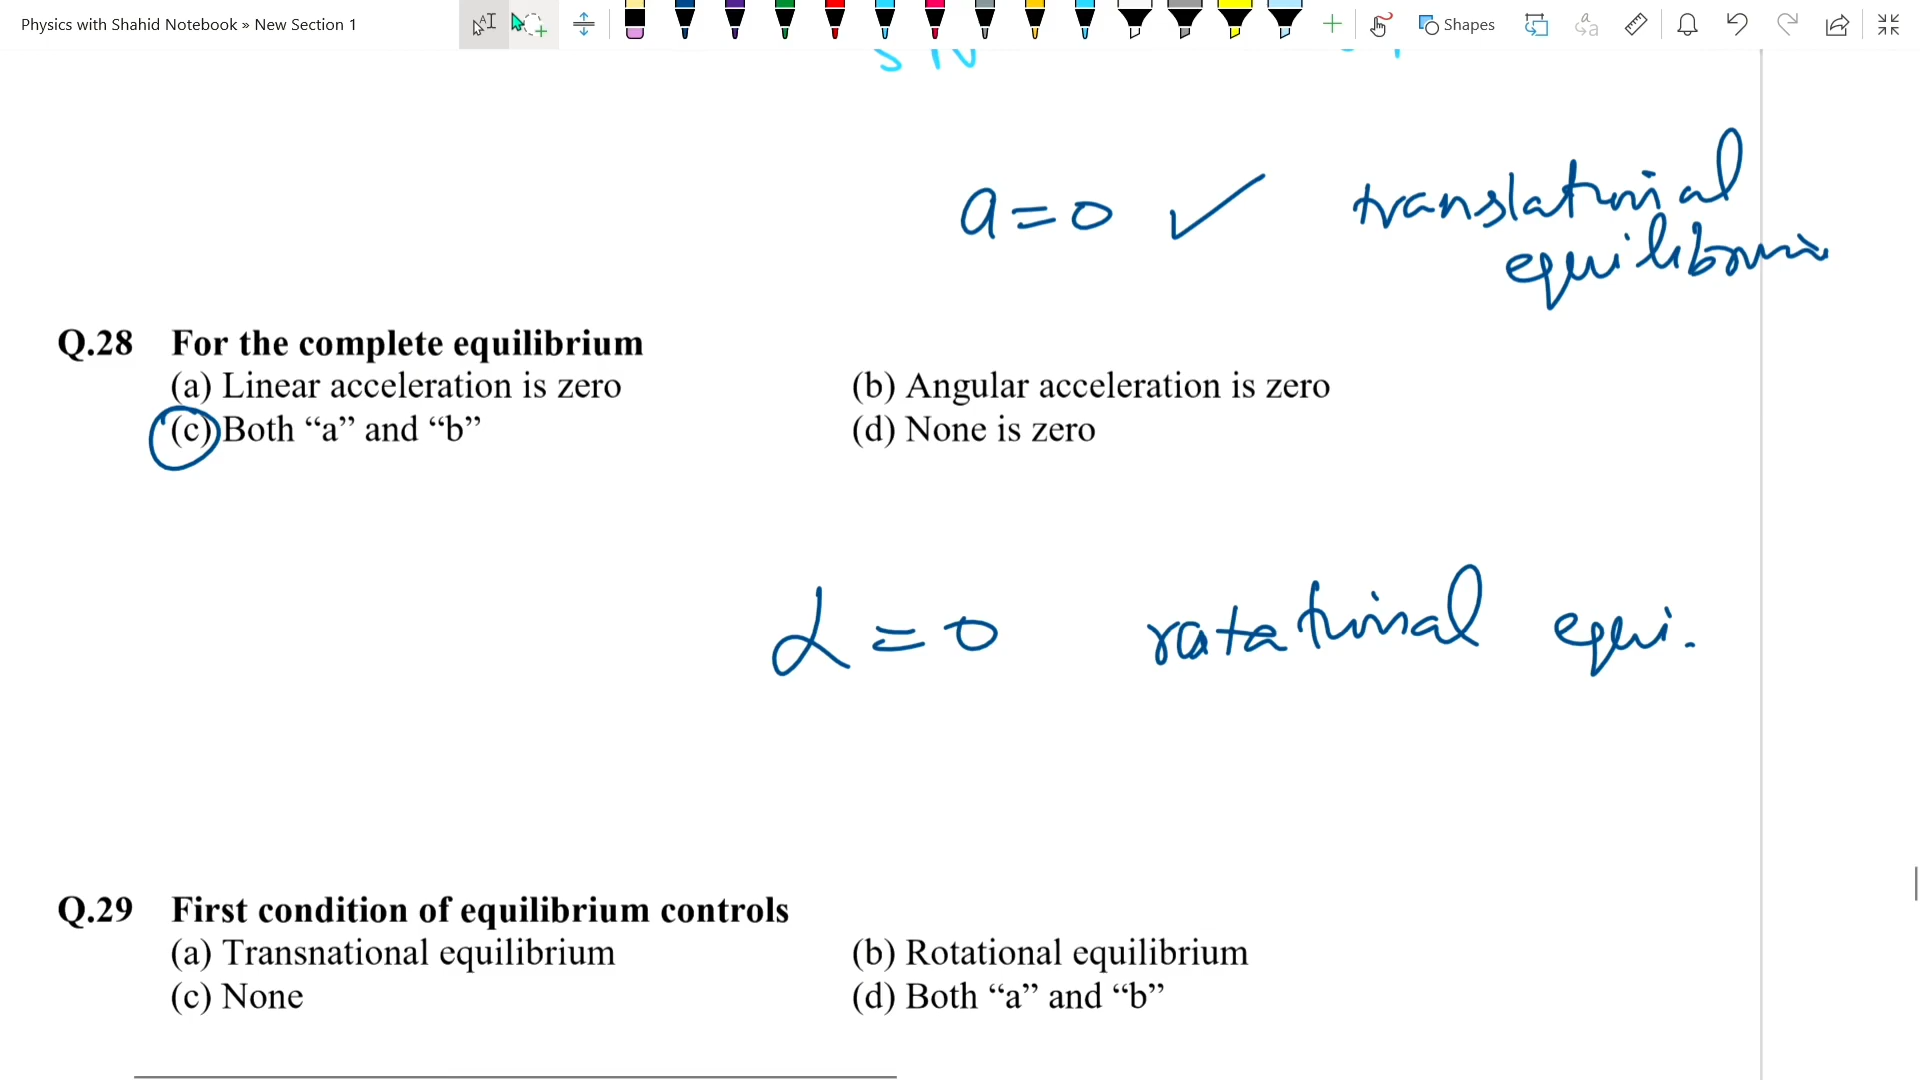 Physics with Shahid Notebook » New Section 1
Shapes
a=0 ✓ translational
equilibrium
Q.28 For the complete equilibrium
(a) Linear acceleration is zero (b) Angular acceleration is zero
(c) Both “a” and “b” (d) None is zero
α=0 rotational equi.
Q.29 First condition of equilibrium controls
(a) Transnational equilibrium (b) Rotational equilibrium
(c) None (d) Both “a” and “b”